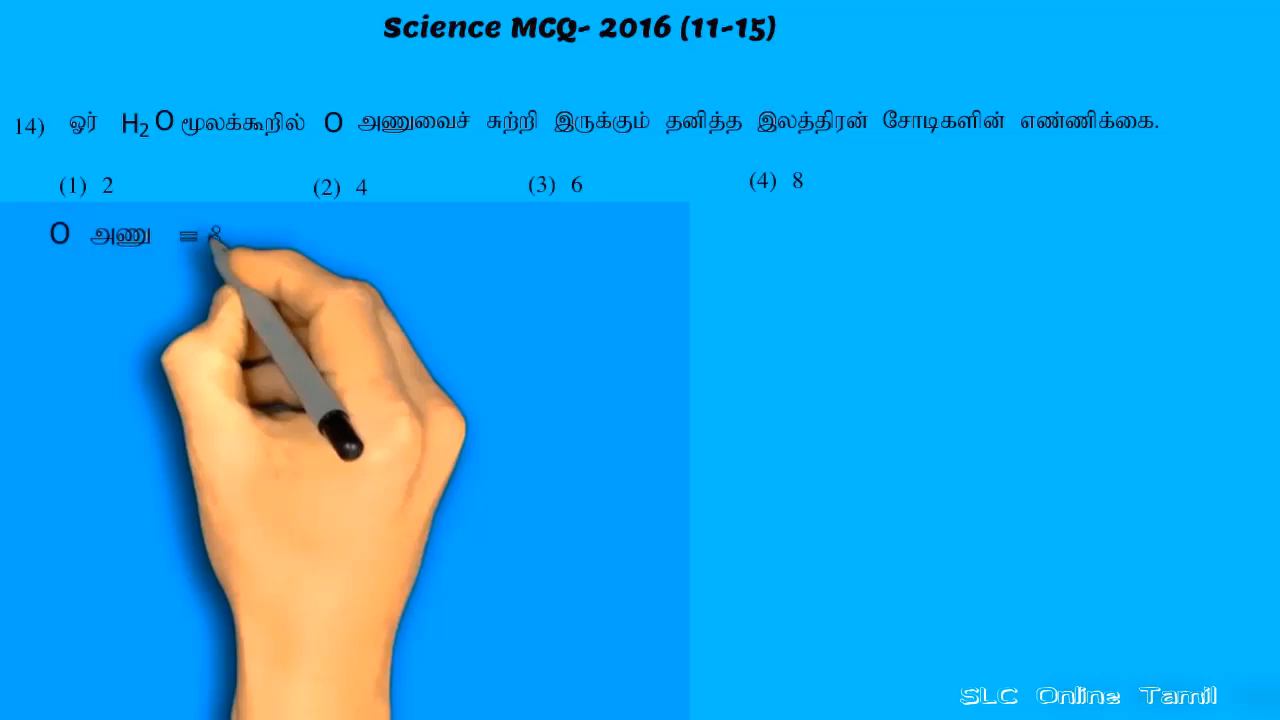 Science MCQ- 2016 (11-15)
14) ஓர் H₂O மூலக்கூறில் O அணுவைச் சுற்றி இருக்கும் தனித்த இலத்திரன் சோடிகளின் எண்ணிக்கை.
(1) 2 (2) 4 (3) 6 (4) 8
O அணு = 8
SLC Online Tamil